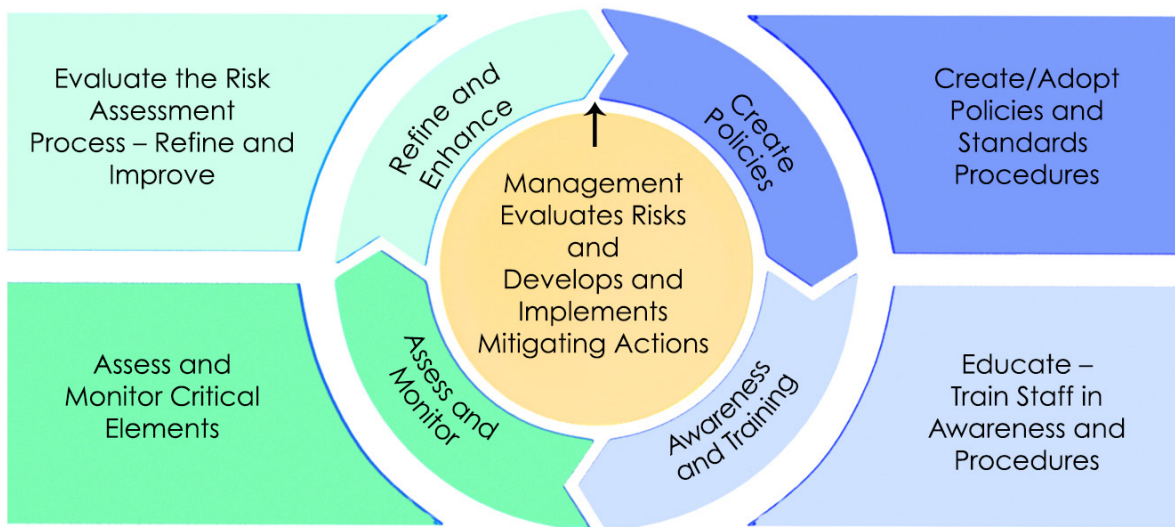 Evaluate the Risk
Assessment
Process – Refine and
Improve
Refine and
Enhance
Create
Policies
Create/Adopt
Policies and
Standards
Procedures
Management
Evaluates Risks
and
Develops and
Implements
Mitigating Actions
Assess and
Monitor Critical
Elements
Assess and
Monitor
Awareness
and Training
Educate –
Train Staff in
Awareness and
Procedures